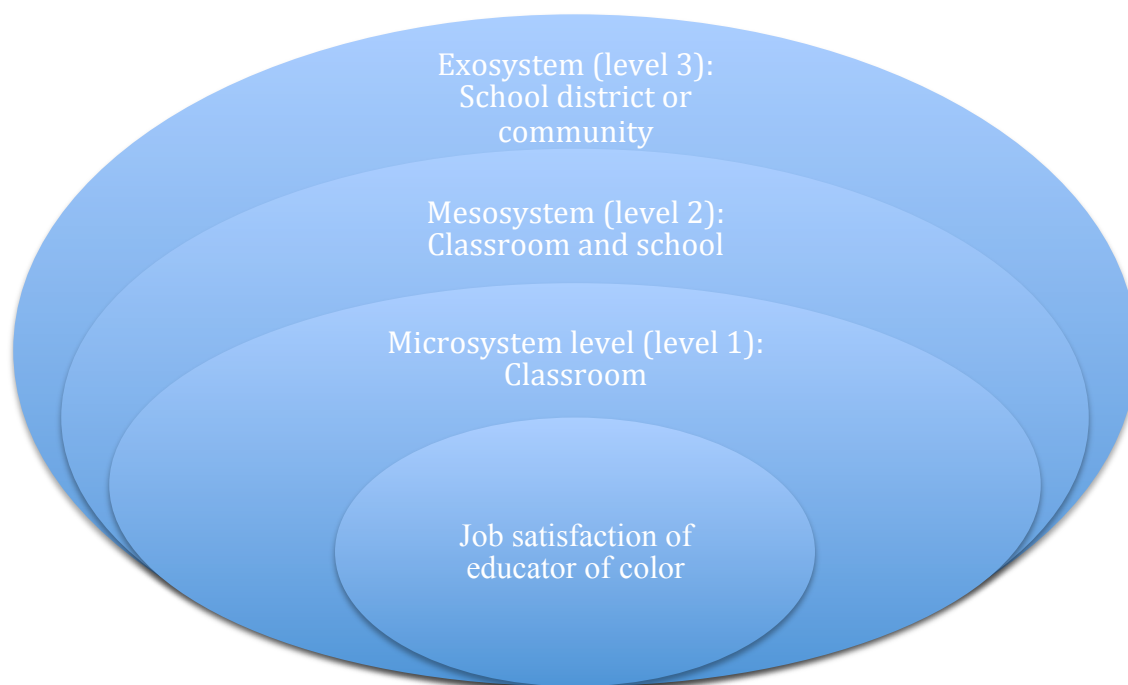 Exosystem (level 3):
School district or
community
Mesosystem (level 2):
Classroom and school
Microsystem level (level 1):
Classroom
Job satisfaction of
educator of color